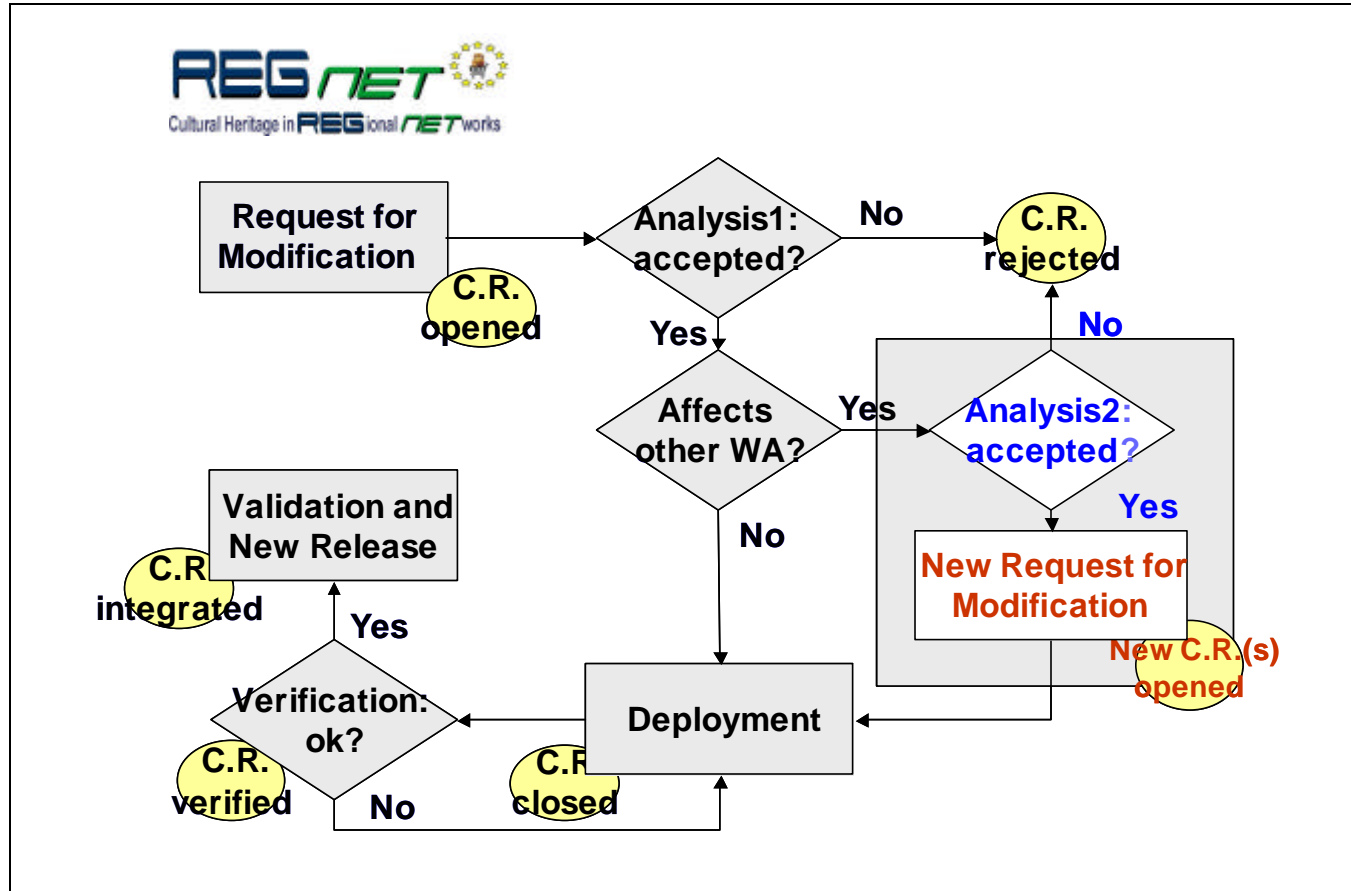 REGNET
Cultural Heritage in REGional NETworks
Request for
Modification
C.R.
opened
Analysis1:
accepted?
No
C.R.
rejected
Yes
No
Affects
other WA?
Yes
Analysis2:
accepted?
Yes
New Request for
Modification
New C.R.(s)
opened
No
Validation and
New Release
C.R.
integrated
Yes
Verification:
ok?
C.R.
verified
No
Deployment
C.R.
closed